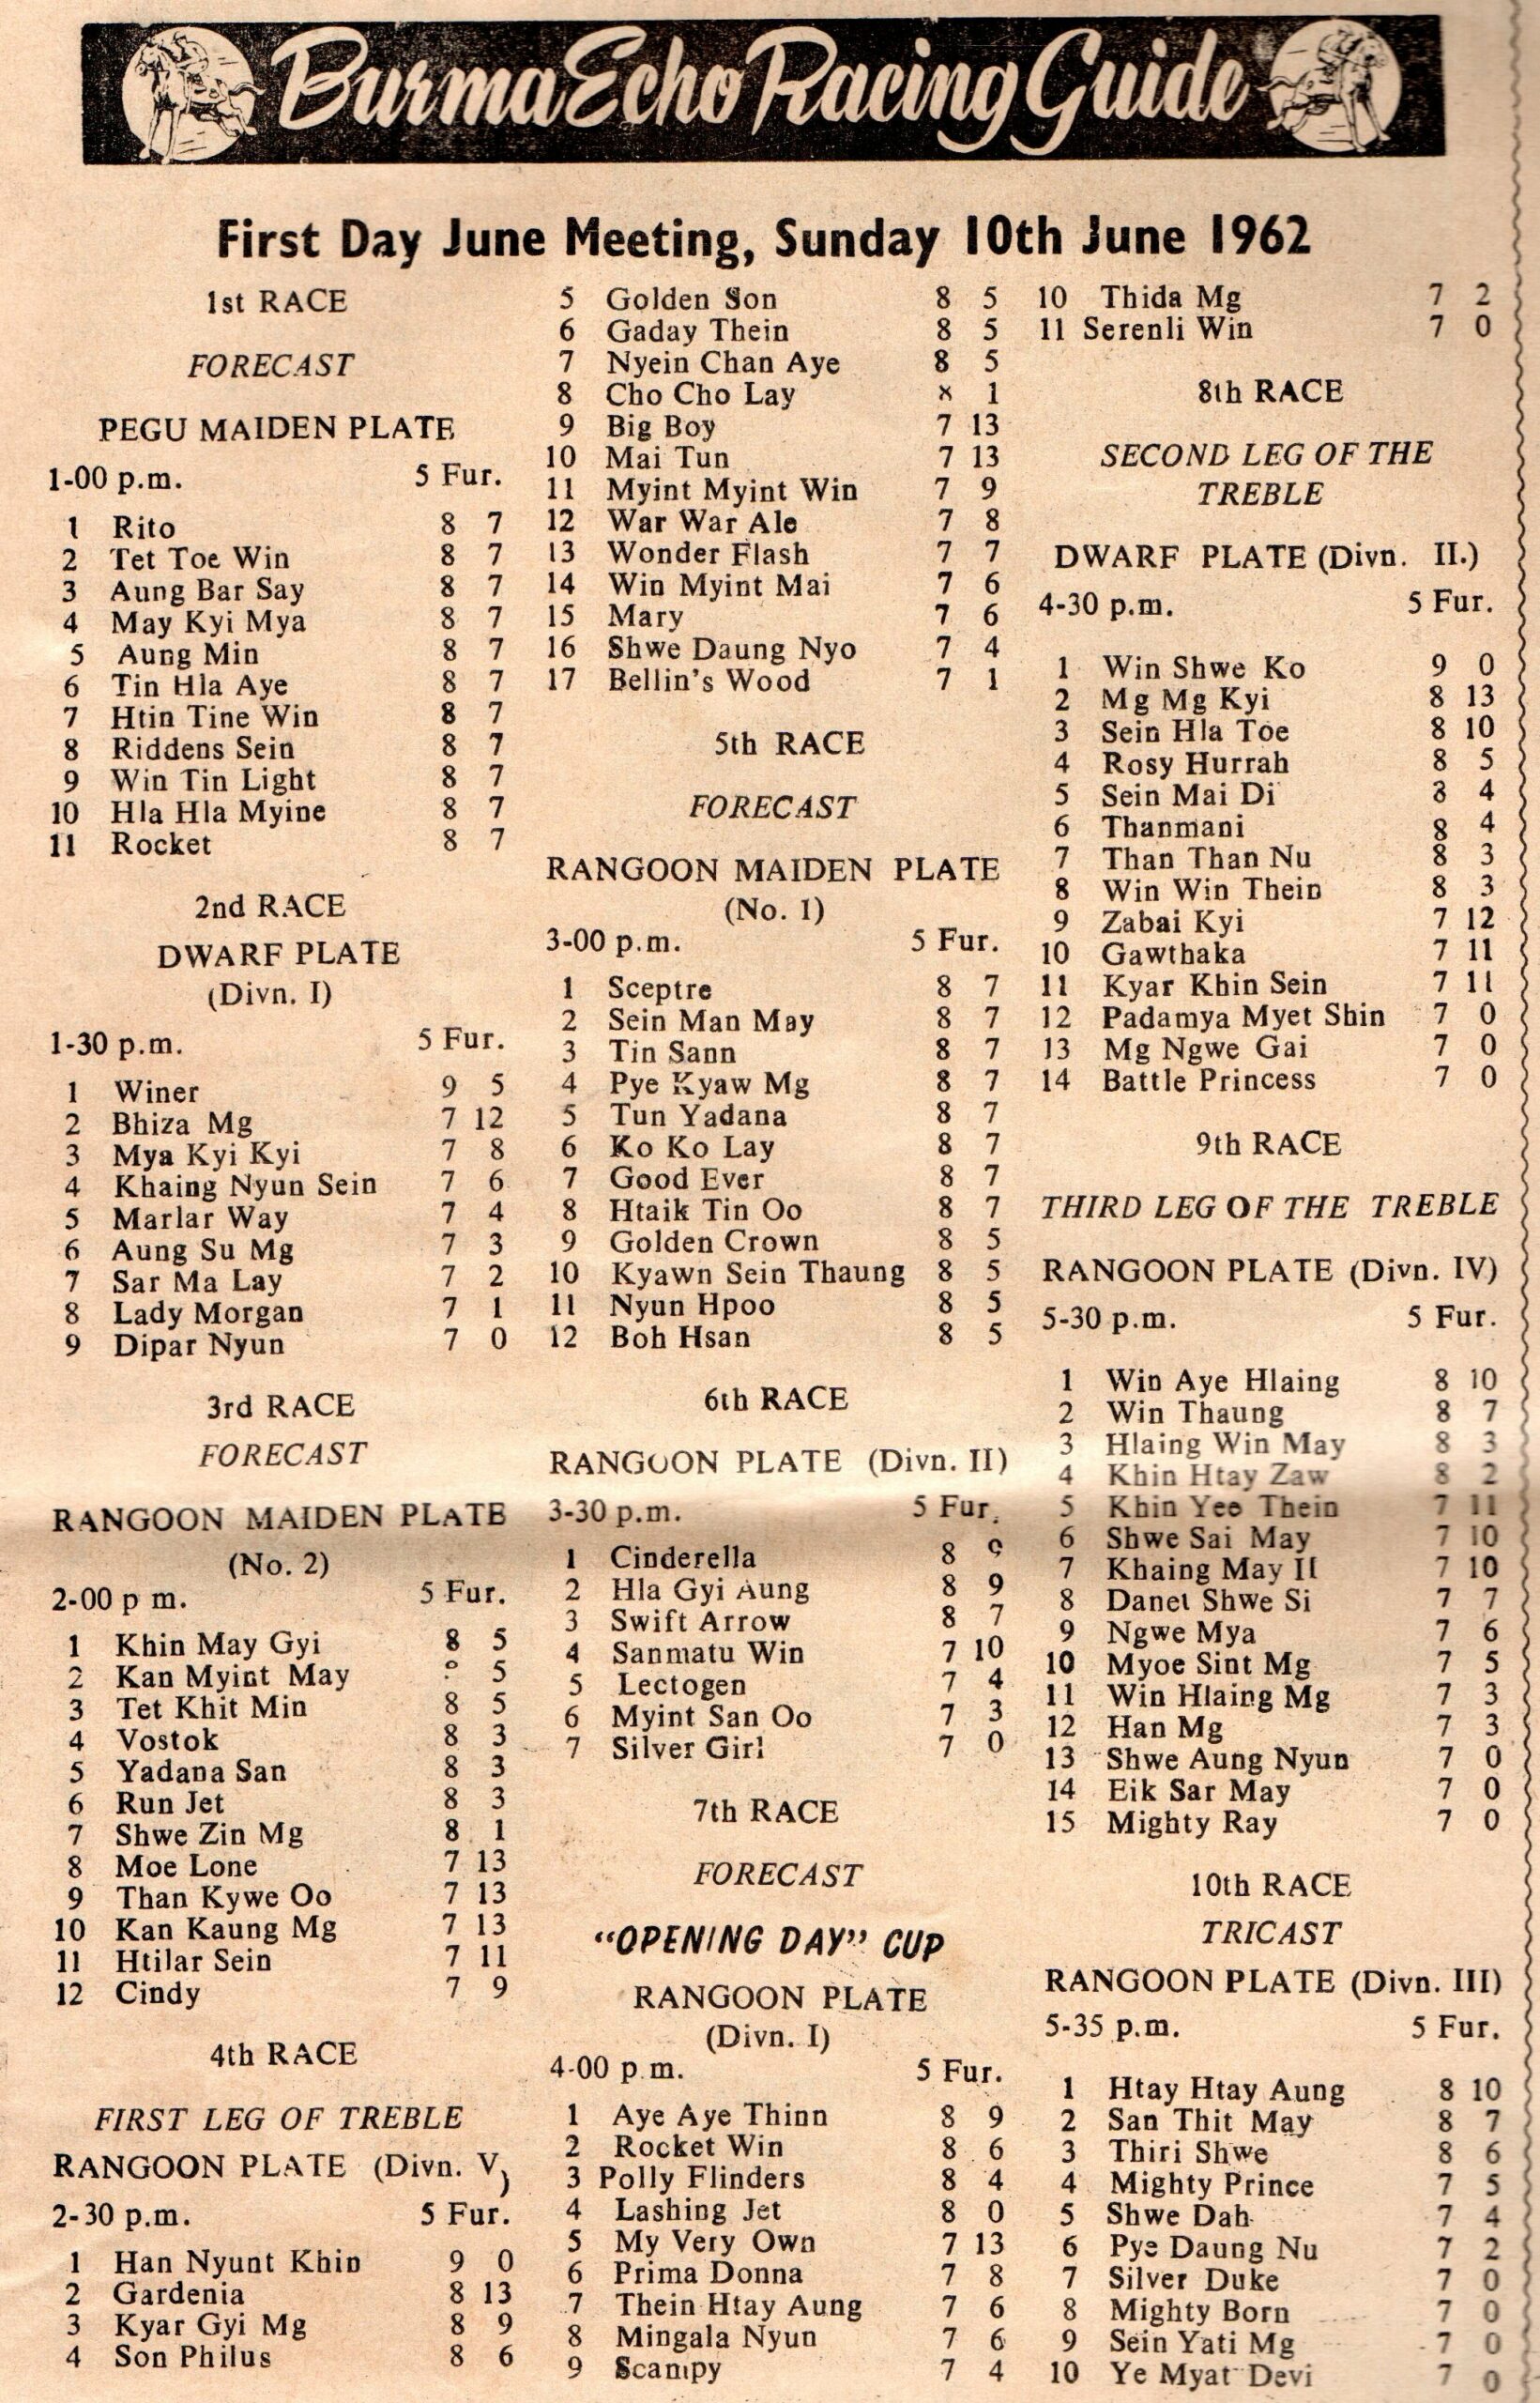 Burma Echo Racing Guide
First Day June Meeting, Sunday 10th June 1962
1st RACE
FORECAST
PEGU MAIDEN PLATE
1-00 p.m. 5 Fur.
1 Rito 8 7
2 Tet Toe Win 8 7
3 Aung Bar Say 8 7
4 May Kyi Mya 8 7
5 Aung Min 8 7
6 Tin Hla Aye 8 7
7 Htin Tine Win 8 7
8 Riddens Sein 8 7
9 Win Tin Light 8 7
10 Hla Hla Myine 8 7
11 Rocket 8 7
2nd RACE
DWARF PLATE
(Divn. I)
1-30 p.m. 5 Fur.
1 Winer 9 5
2 Bhiza Mg 7 12
3 Mya Kyi Kyi 7 8
4 Khaing Nyun Sein 7 6
5 Marlar Way 7 4
6 Aung Su Mg 7 3
7 Sar Ma Lay 7 2
8 Lady Morgan 7 1
9 Dipar Nyun 7 0
3rd RACE
FORECAST
RANGOON MAIDEN PLATE
(No. 2)
2-00 p m. 5 Fur.
1 Khin May Gyi 8 5
2 Kan Myint May 5
3 Tet Khit Min 8 5
4 Vostok 8 3
5 Yadana San 8 3
6 Run Jet 8 3
7 Shwe Zin Mg 8 1
8 Moe Lone 7 13
9 Than Kywe Oo 7 13
10 Kan Kaung Mg 7 13
11 Htilar Sein 7 11
12 Cindy 7 9
4th RACE
FIRST LEG OF TREBLE
RANGOON PLATE (Divn. V)
2-30 p.m. 5 Fur.
1 Han Nyunt Khin 9 0
2 Gardenia 8 13
3 Kyar Gyi Mg 8 9
4 Son Philus 8 6
5 Golden Son 8 5
6 Gaday Thein 8 5
7 Nyein Chan Aye 8 5
8 Cho Cho Lay 8 1
9 Big Boy 7 13
10 Mai Tun 7 13
11 Myint Myint Win 7 9
12 War War Ale 7 8
13 Wonder Flash 7 7
14 Win Myint Mai 7 6
15 Mary 7 6
16 Shwe Daung Nyo 7 4
17 Bellin's Wood 7 1
5th RACE
FORECAST
RANGOON MAIDEN PLATE
(No. 1)
3-00 p.m. 5 Fur.
1 Sceptre 8 7
2 Sein Man May 8 7
3 Tin Sann 8 7
4 Pye Kyaw Mg 8 7
5 Tun Yadana 8 7
6 Ko Ko Lay 8 7
7 Good Ever 8 7
8 Htaik Tin Oo 8 7
9 Golden Crown 8 5
10 Kyawn Sein Thaung 8 5
11 Nyun Hpoo 8 5
12 Boh Hsan 8 5
6th RACE
RANGOON PLATE (Divn. II)
3-30 p.m. 5 Fur.
1 Cinderella 8 9
2 Hla Gyi Aung 8 9
3 Swift Arrow 8 7
4 Sanmatu Win 7 10
5 Lectogen 7 4
6 Myint San Oo 7 3
7 Silver Girl 7 0
7th RACE
FORECAST
“OPENING DAY” CUP
RANGOON PLATE
(Divn. I)
4-00 p.m. 5 Fur.
1 Aye Aye Thinn 8 9
2 Rocket Win 8 6
3 Polly Flinders 8 4
4 Lashing Jet 8 0
5 My Very Own 7 13
6 Prima Donna 7 8
7 Thein Htay Aung 7 6
8 Mingala Nyun 7 6
9 Scampy 7 4
10 Thida Mg 7 2
11 Serenli Win 7 0
8th RACE
SECOND LEG OF THE
TREBLE
DWARF PLATE (Divn. II.)
4-30 p.m. 5 Fur.
1 Win Shwe Ko 9 0
2 Mg Mg Kyi 8 13
3 Sein Hla Toe 8 10
4 Rosy Hurrah 8 5
5 Sein Mai Di 8 4
6 Thanmani 8 4
7 Than Than Nu 8 3
8 Win Win Thein 8 3
9 Zabai Kyi 7 12
10 Gawthaka 7 11
11 Kyar Khin Sein 7 11
12 Padamya Myet Shin 7 0
13 Mg Ngwe Gai 7 0
14 Battle Princess 7 0
9th RACE
THIRD LEG OF THE TREBLE
RANGOON PLATE (Divn. IV)
5-30 p.m. 5 Fur.
1 Win Aye Hlaing 8 10
2 Win Thaung 8 7
3 Hlaing Win May 8 3
4 Khin Htay Zaw 8 2
5 Khin Yee Thein 7 11
6 Shwe Sai May 7 10
7 Khaing May II 7 10
8 Danet Shwe Si 7 7
9 Ngwe Mya 7 6
10 Myoe Sint Mg 7 5
11 Win Hlaing Mg 7 3
12 Han Mg 7 3
13 Shwe Aung Nyun 7 0
14 Eik Sar May 7 0
15 Mighty Ray 7 0
10th RACE
TRICAST
RANGOON PLATE (Divn. III)
5-35 p.m. 5 Fur.
1 Htay Htay Aung 8 10
2 San Thit May 8 7
3 Thiri Shwe 8 6
4 Mighty Prince 7 5
5 Shwe Dah 7 4
6 Pye Daung Nu 7 2
7 Silver Duke 7 0
8 Mighty Born 7 0
9 Sein Yati Mg 7 0
10 Ye Myat Devi 7 0